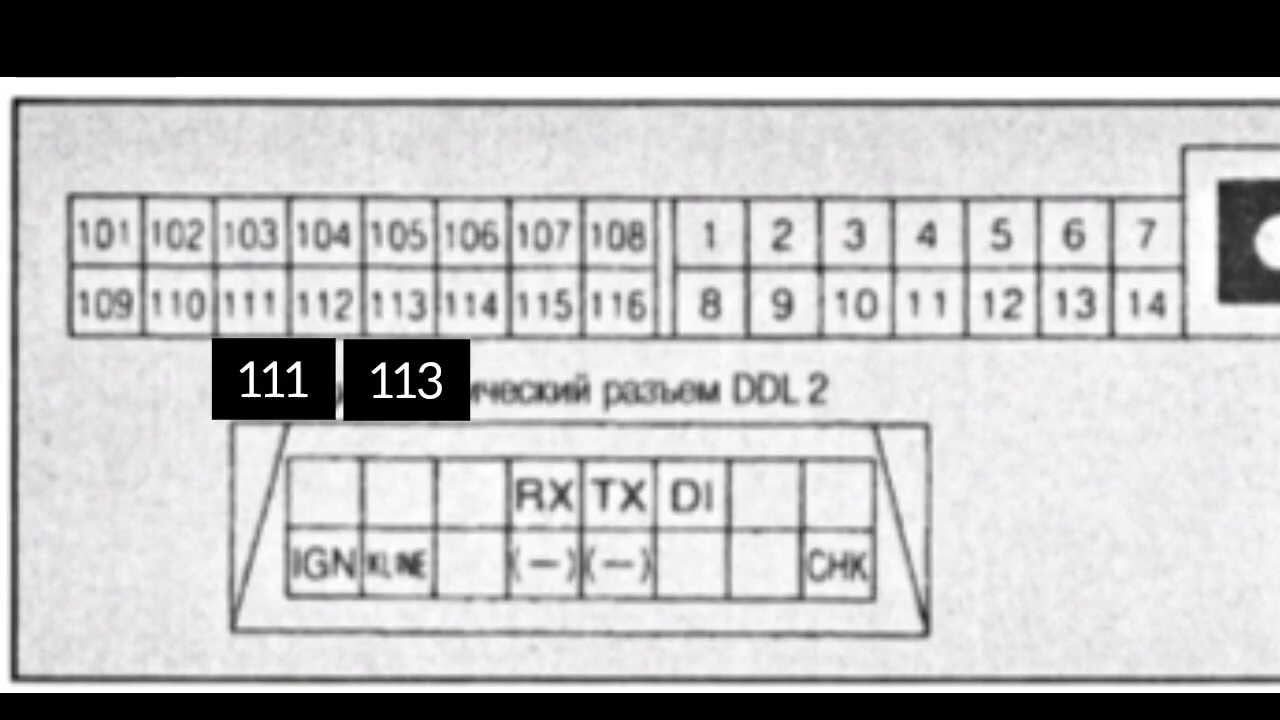 101 102 103 104 105 106 107 108 1 2 3 4 5 6 7
109 110 111 112 113 114 115 116 8 9 10 11 12 13 14
111 113
разъем DDL 2
RX TX DI
IGN KLINE (—) (—) CHK